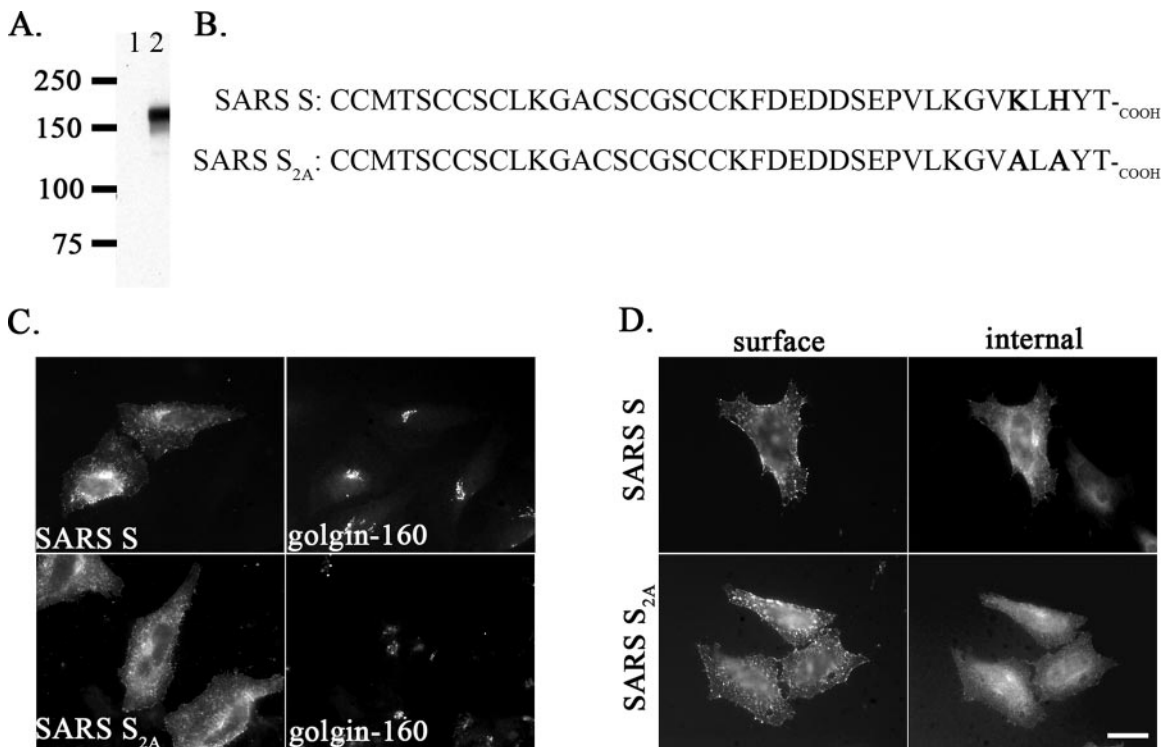 A.
1 2
250
150
100
75
B.
SARS S: CCMTSCCSCLKGACSCGSCCKFDEDDSEPVLKGVKLHYT-COOH
SARS S2A: CCMTSCCSCLKGACSCGSCCKFDEDDSEPVLKGVALAYT-COOH
C.
SARS S
golgin-160
SARS S2A
golgin-160
D.
surface
internal
SARS S
SARS S2A